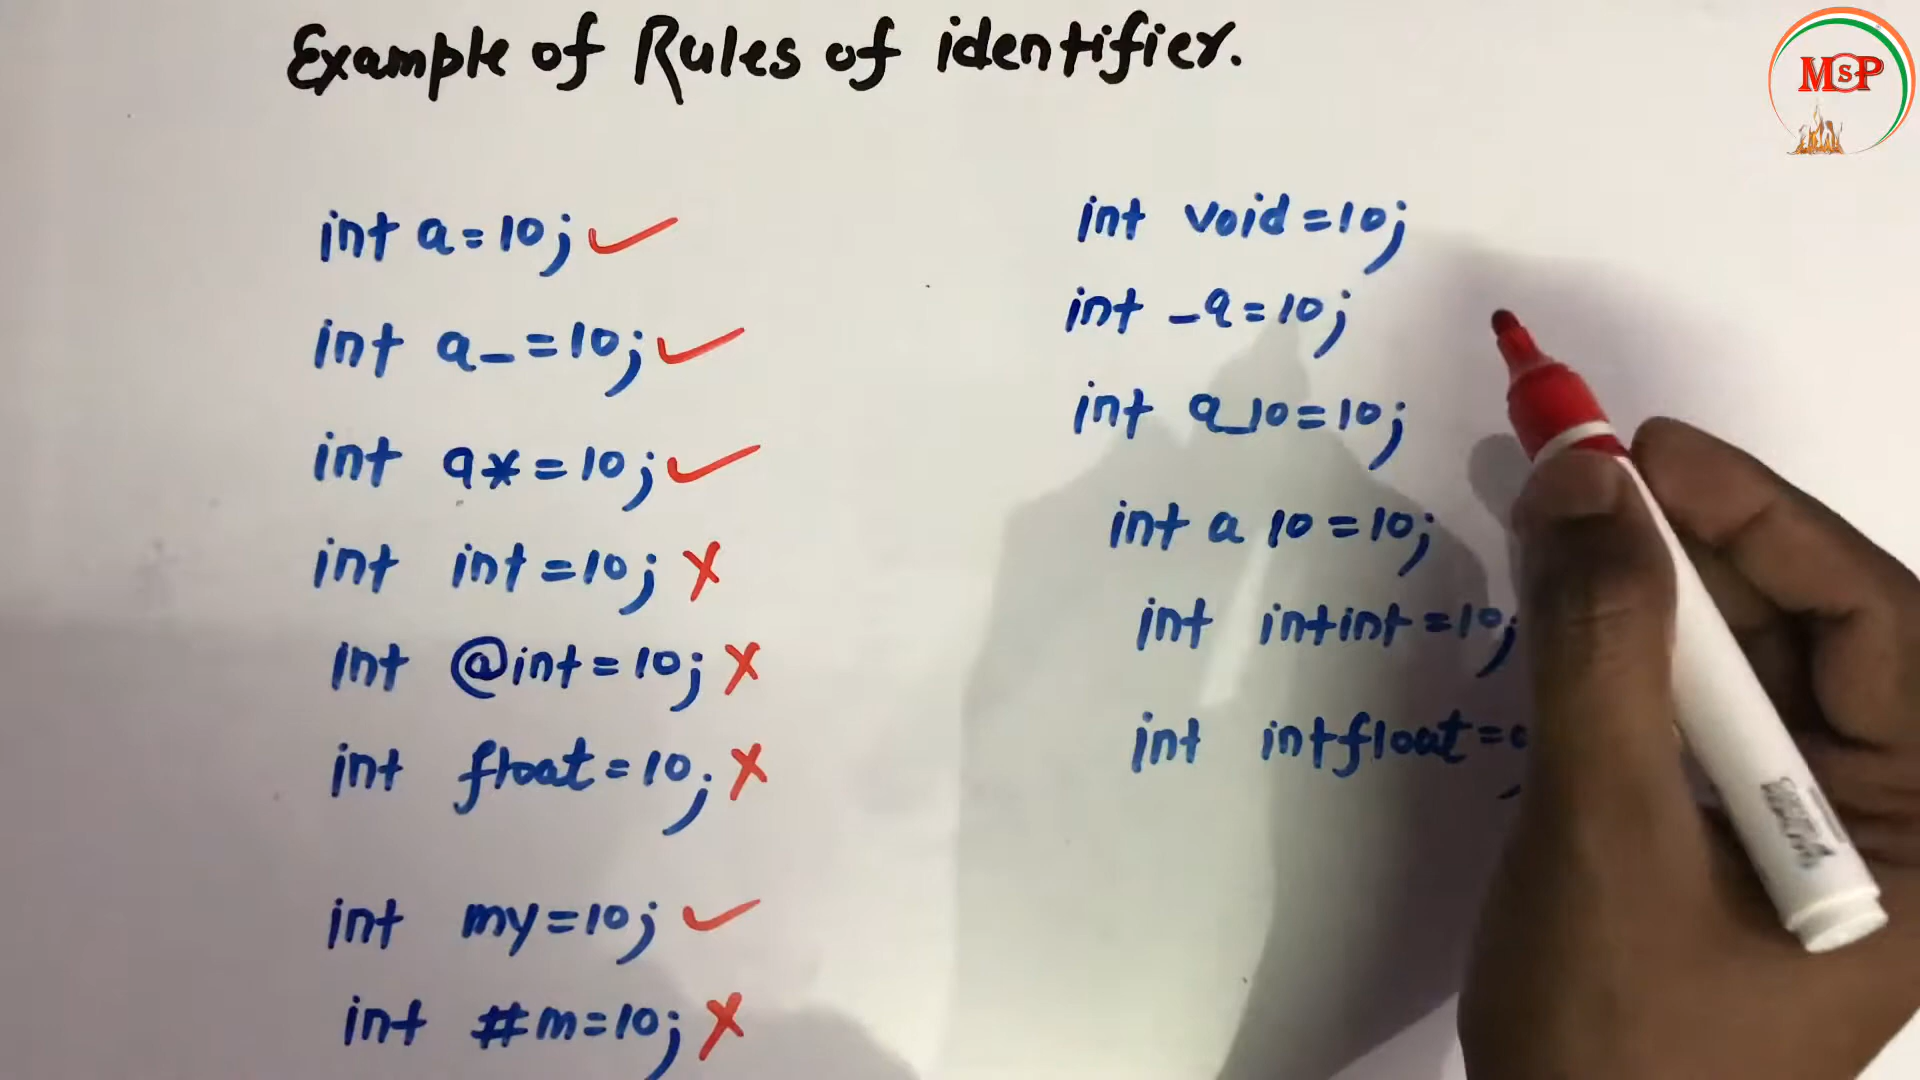 Example of Rules of identifier.
MSP
int a=10;
int a_=10;
int a*=10;
int int=10;
int @int=10;
int float=10;
int my=10;
int #m=10;
int void=10;
int _a=10;
int a_10=10;
int a 10=10;
int intint=10;
int intfloat=